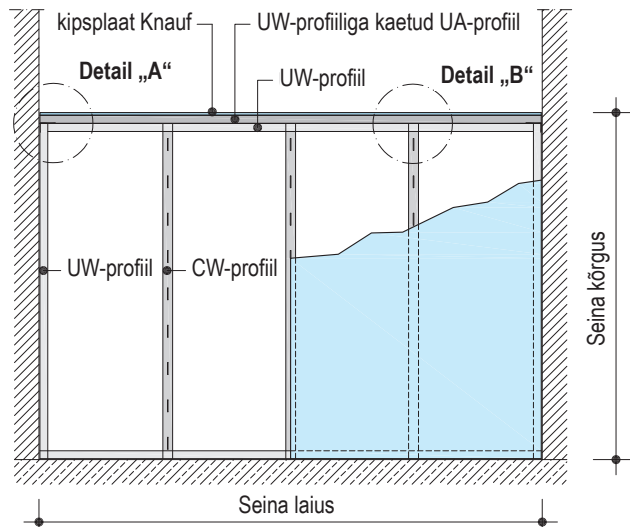 kipsplaat Knauf
UW-profiiliga kaetud UA-profiil
Detail „A“
UW-profiil
Detail „B“
UW-profiil
CW-profiil
Seina kõrgus
Seina laius